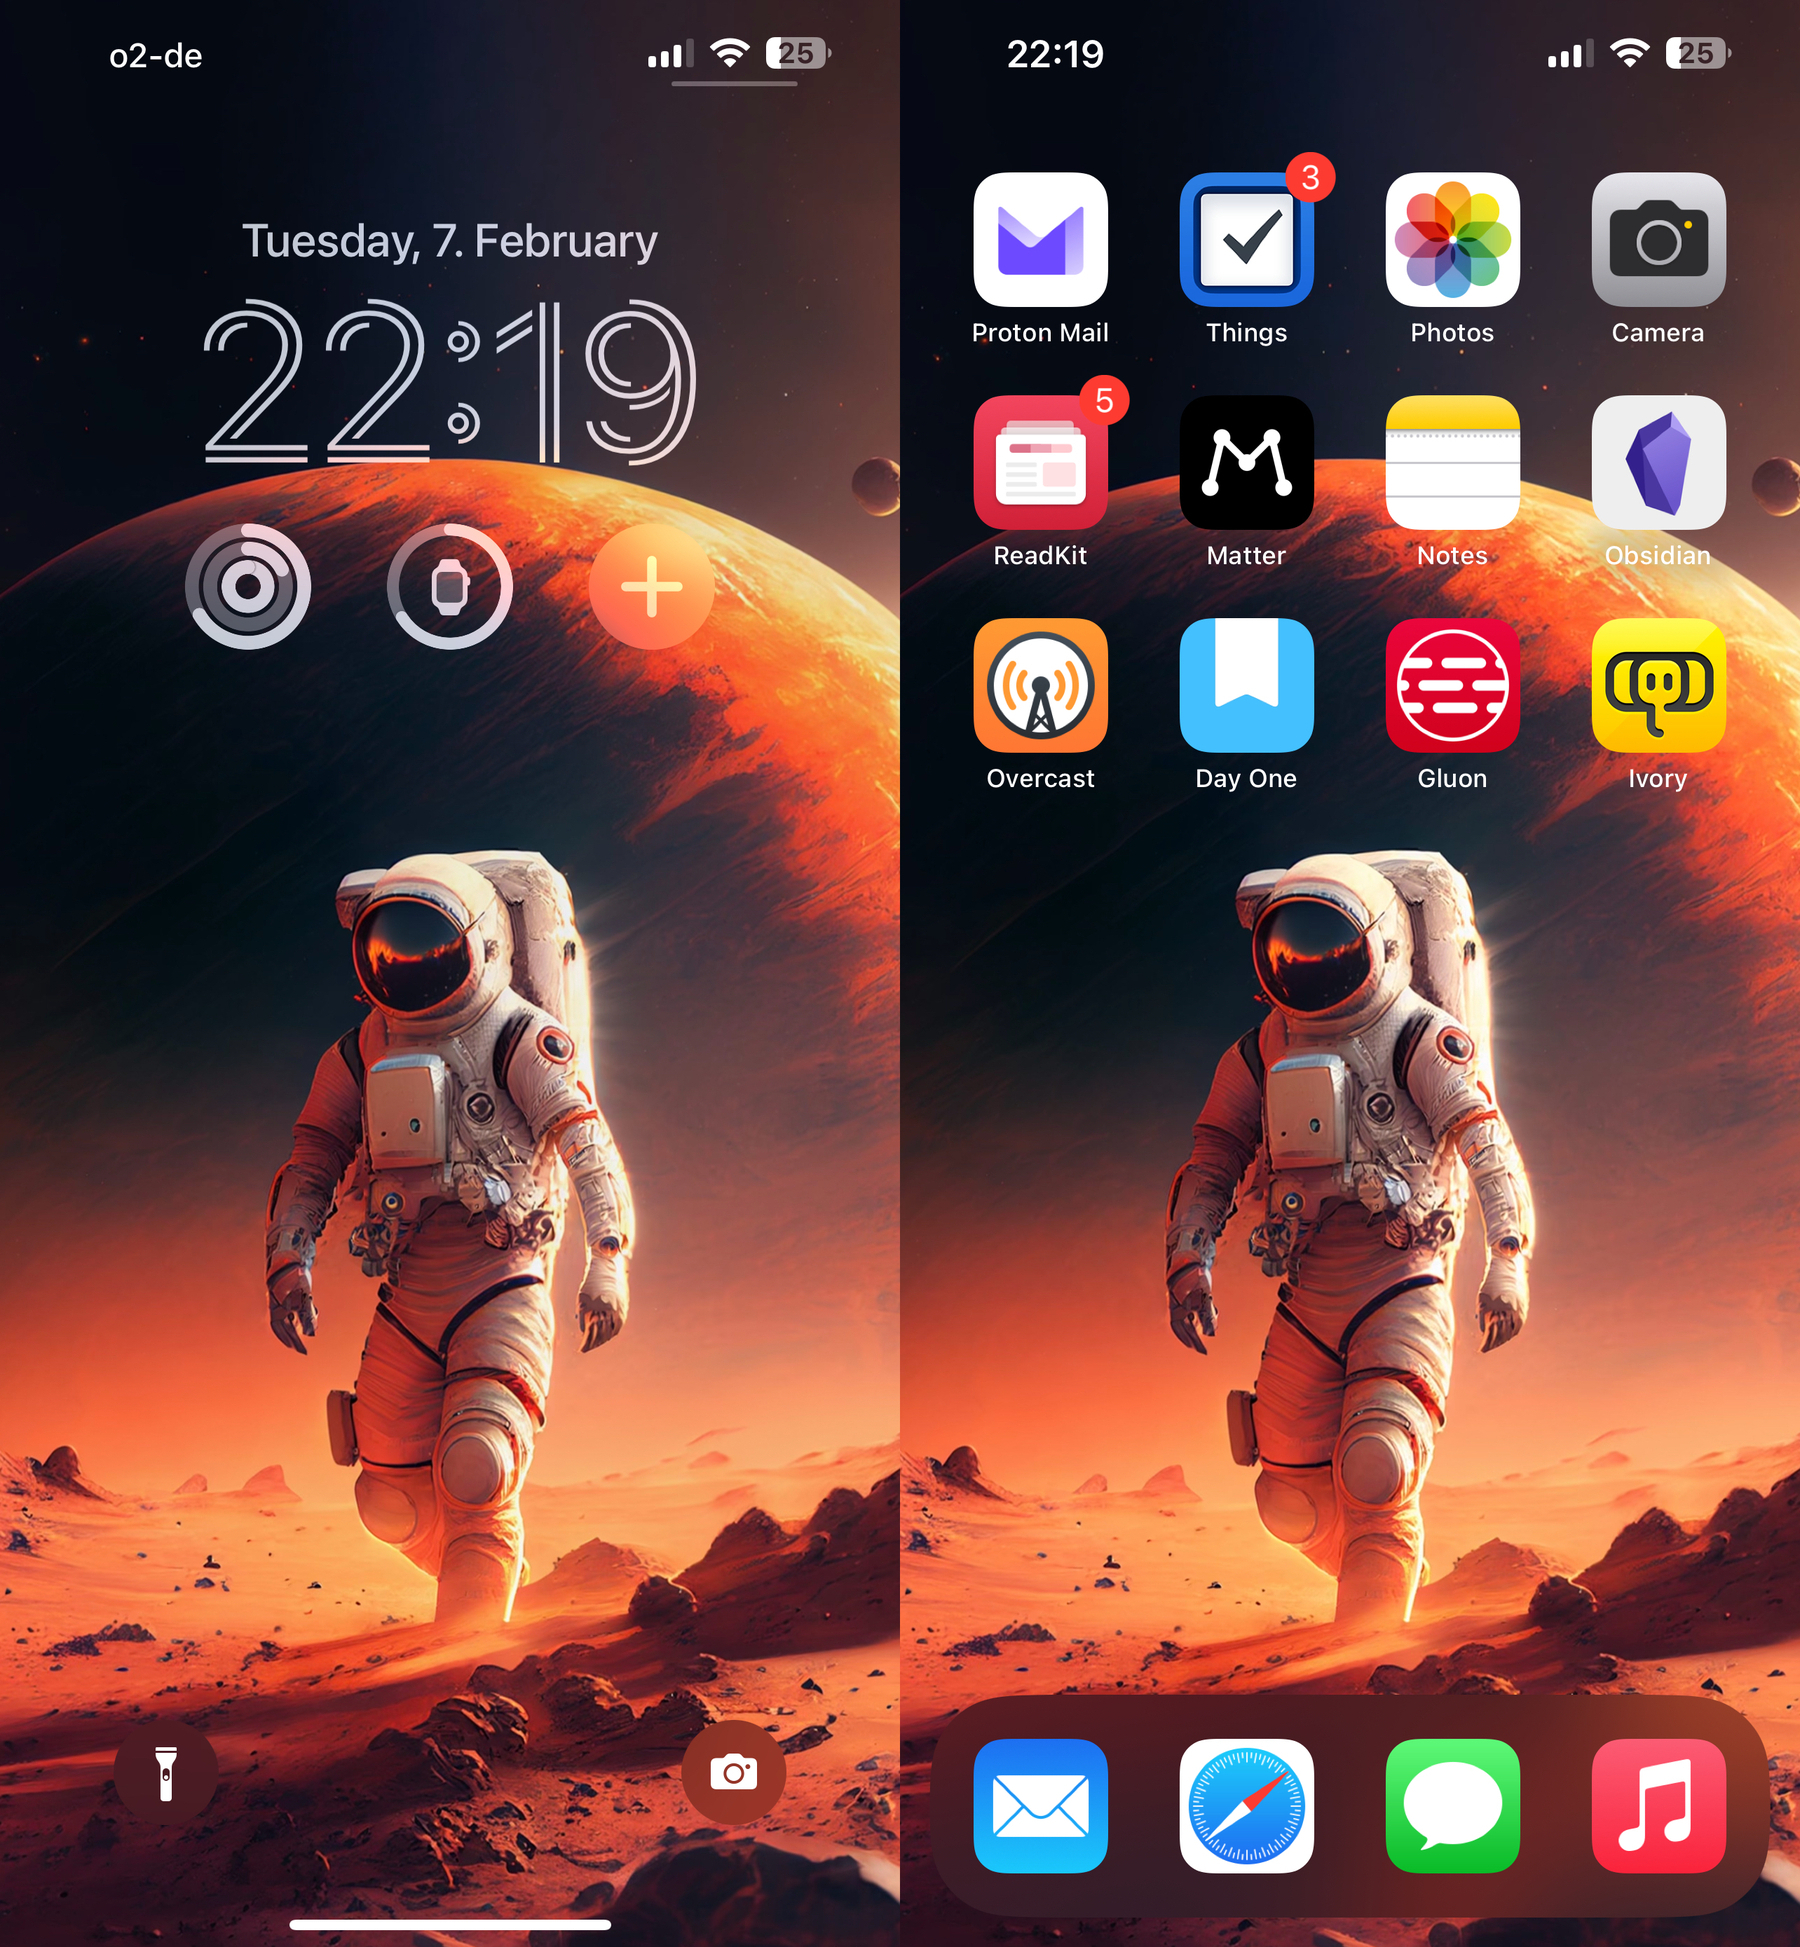 o2-de
25
Tuesday, 7. February
22:19
22:19
25
3
Proton Mail
Things
Photos
Camera
5
ReadKit
Matter
Notes
Obsidian
Overcast
Day One
Gluon
Ivory